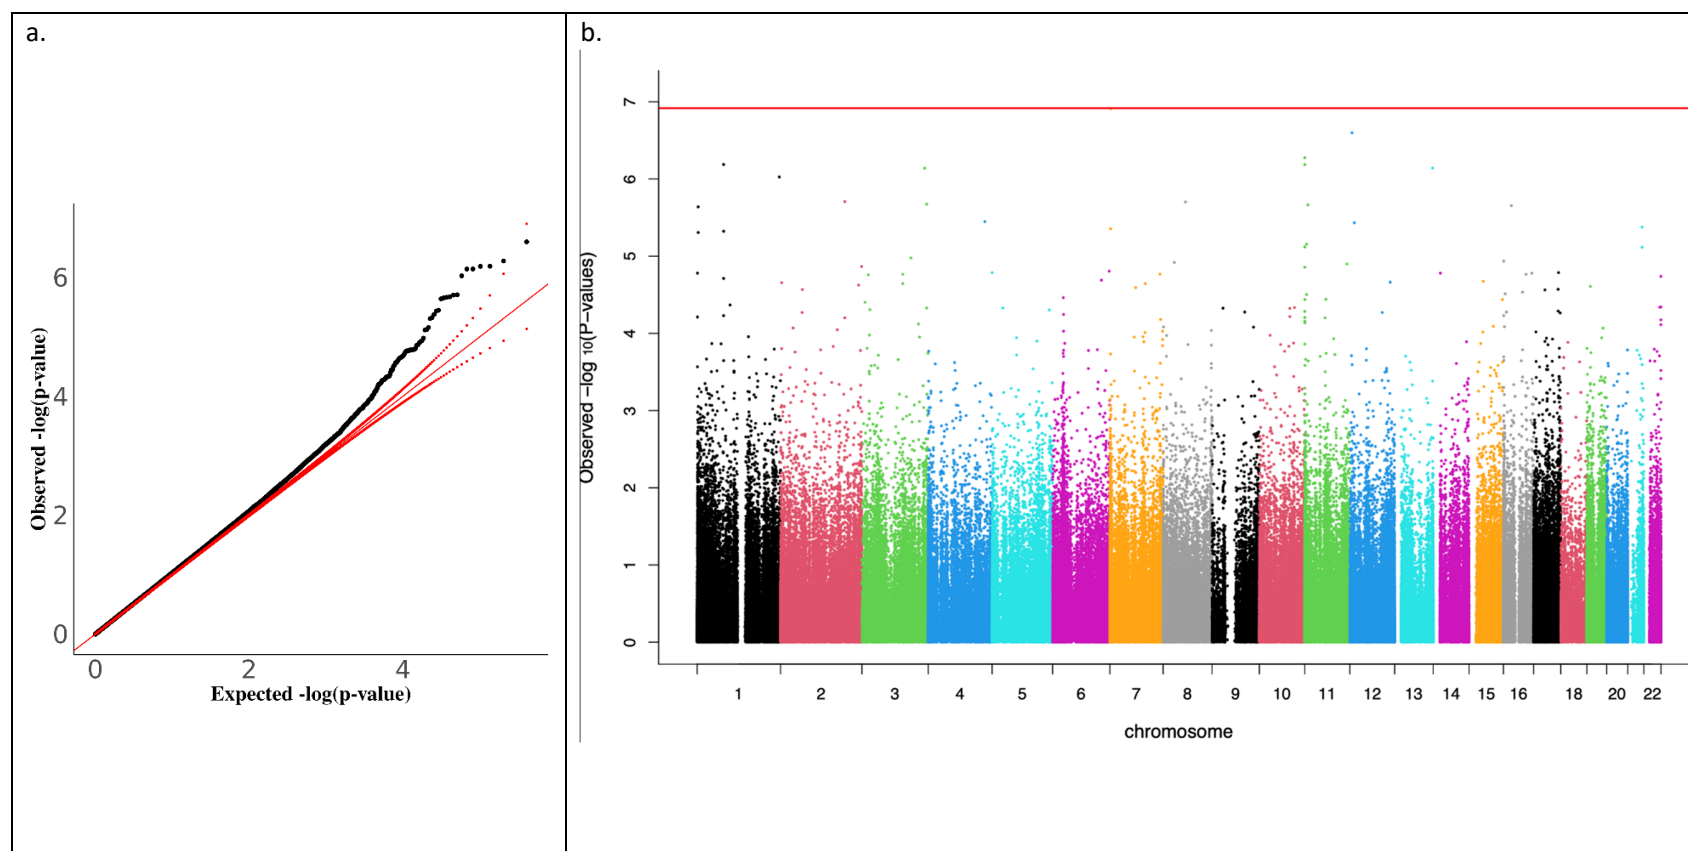 a.
Observed -log(p-value)
6
4
2
0
0 2 4
Expected -log(p-value)
b.
Observed −log 10(P−values)
7
6
5
4
3
2
1
0
1 2 3 4 5 6 7 8 9 10 11 12 13 14 15 16 18 20 22
chromosome